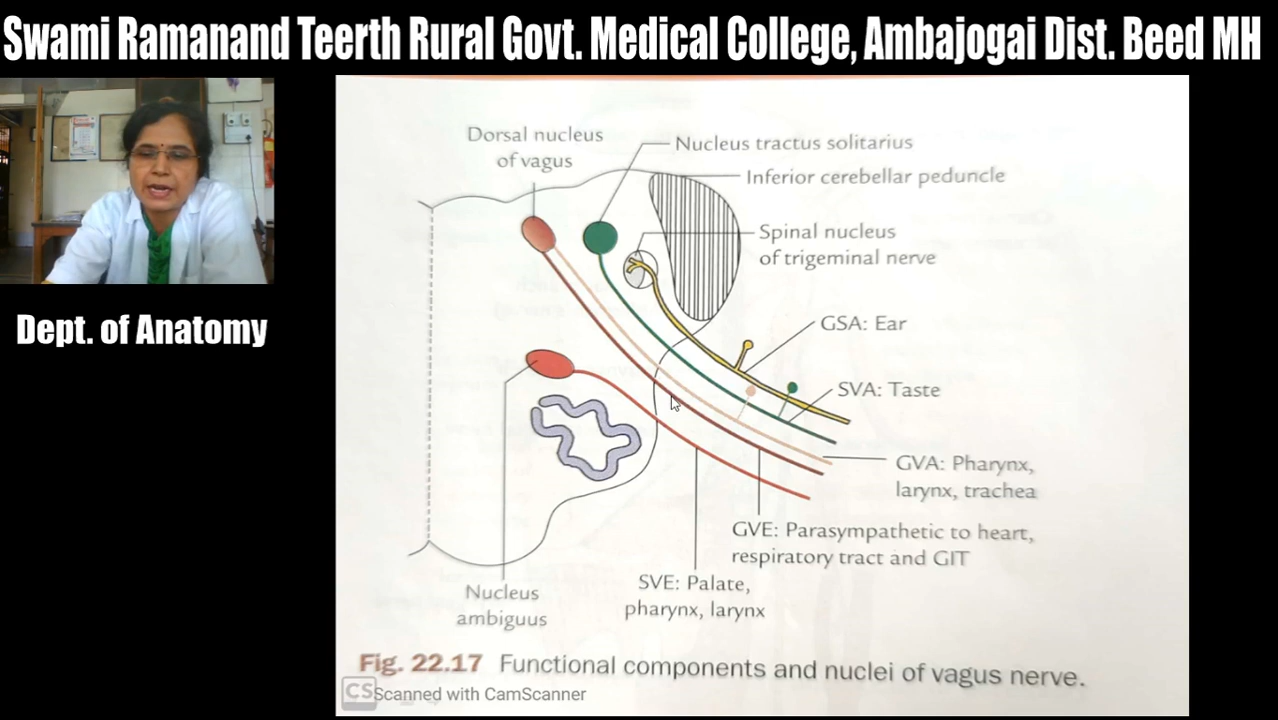 Swami Ramanand Teerth Rural Govt. Medical College, Ambajogai Dist. Beed MH
Dept. of Anatomy
Dorsal nucleus
of vagus
Nucleus tractus solitarius
Inferior cerebellar peduncle
Spinal nucleus
of trigeminal nerve
GSA: Ear
SVA: Taste
GVA: Pharynx,
larynx, trachea
GVE: Parasympathetic to heart,
respiratory tract and GIT
SVE: Palate,
pharynx, larynx
Nucleus
ambiguus
Fig. 22.17 Functional components and nuclei of vagus nerve.
CS Scanned with CamScanner